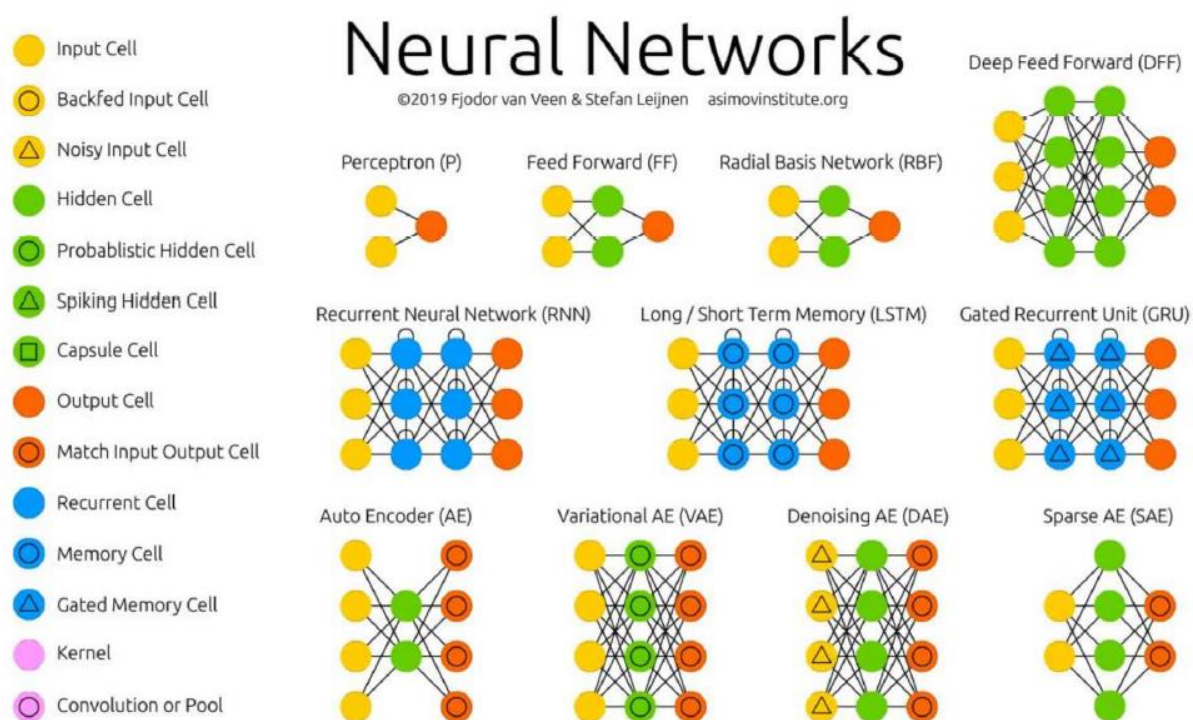 Neural Networks
©2019 Fjodor van Veen & Stefan Leijnen asimovinstitute.org
Input Cell
Backfed Input Cell
Noisy Input Cell
Hidden Cell
Probablistic Hidden Cell
Spiking Hidden Cell
Capsule Cell
Output Cell
Match Input Output Cell
Recurrent Cell
Memory Cell
Gated Memory Cell
Kernel
Convolution or Pool
Deep Feed Forward (DFF)
Perceptron (P)
Feed Forward (FF)
Radial Basis Network (RBF)
Recurrent Neural Network (RNN)
Long / Short Term Memory (LSTM)
Gated Recurrent Unit (GRU)
Auto Encoder (AE)
Variational AE (VAE)
Denoising AE (DAE)
Sparse AE (SAE)